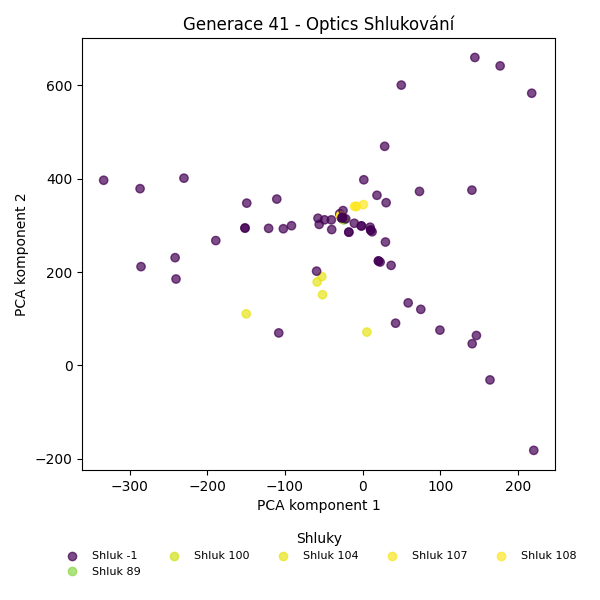 Generace 41 - Optics Shlukování
PCA komponent 2
600
400
200
0
−200
−300
−200
−100
0
100
200
PCA komponent 1
Shluky
Shluk -1
Shluk 100
Shluk 104
Shluk 107
Shluk 108
Shluk 89